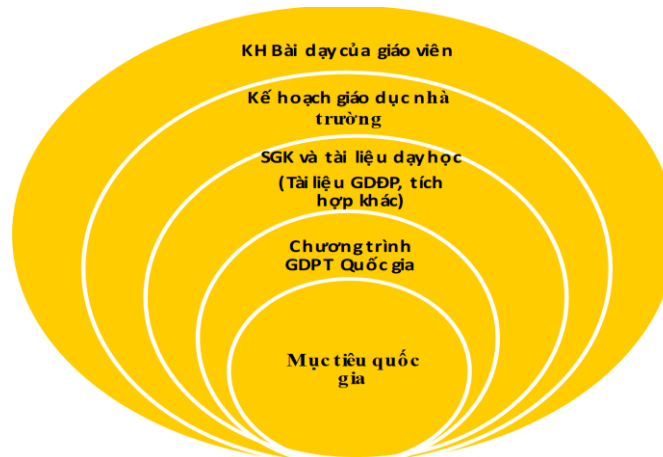 KH Bài dạy của giáo viên
Kế hoạch giáo dục nhà
trường
SGK và tài liệu dạy học
(Tài liệu GDĐP, tích
hợp khác)
Chương trình
GDPT Quốc gia
Mục tiêu quốc
gia